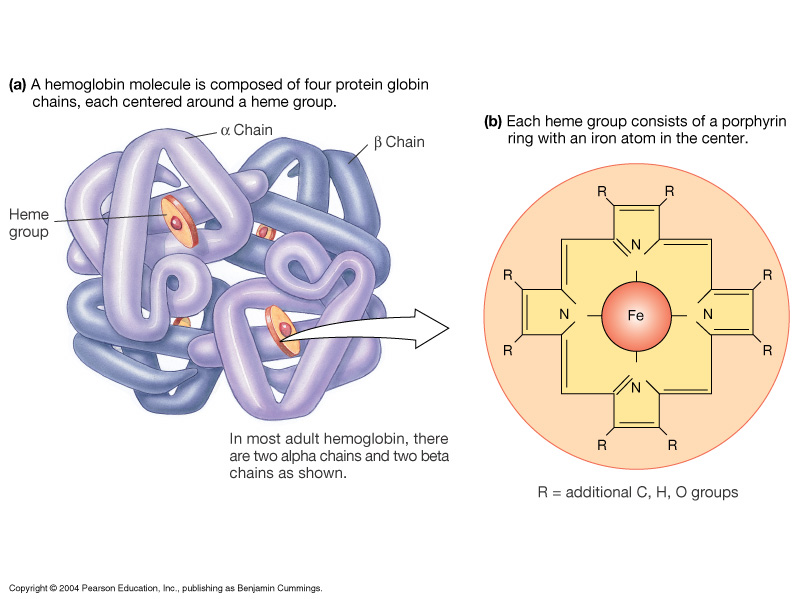 (a) A hemoglobin molecule is composed of four protein globin
chains, each centered around a heme group.
α Chain
β Chain
Heme
group
In most adult hemoglobin, there
are two alpha chains and two beta
chains as shown.
(b) Each heme group consists of a porphyrin
ring with an iron atom in the center.
R R
N
R R
N Fe N
R R
N
R R
R = additional C, H, O groups
Copyright © 2004 Pearson Education, Inc., publishing as Benjamin Cummings.